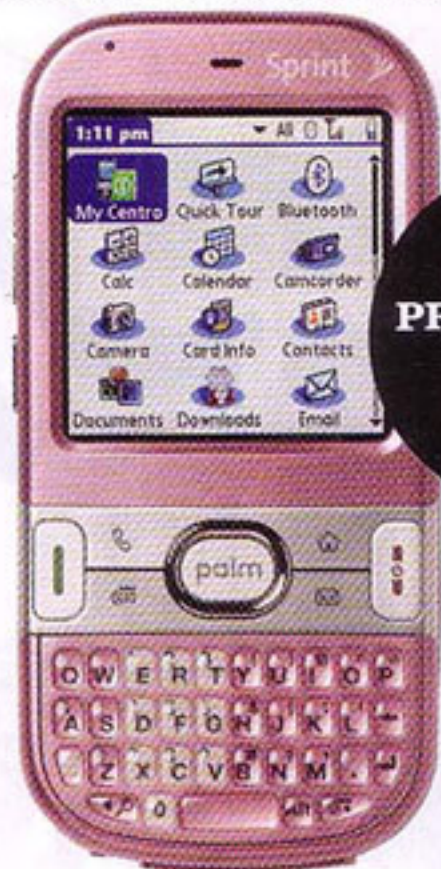 Sprint
1:11 pm All
My Centro Quick Tour Bluetooth
Calc Calendar Camcorder
Camera Card Info Contacts
Documents Downloads Email
palm
Q W E R T Y U I O P
A S D F G H J K L
Z X C V B N M .
0 Alt